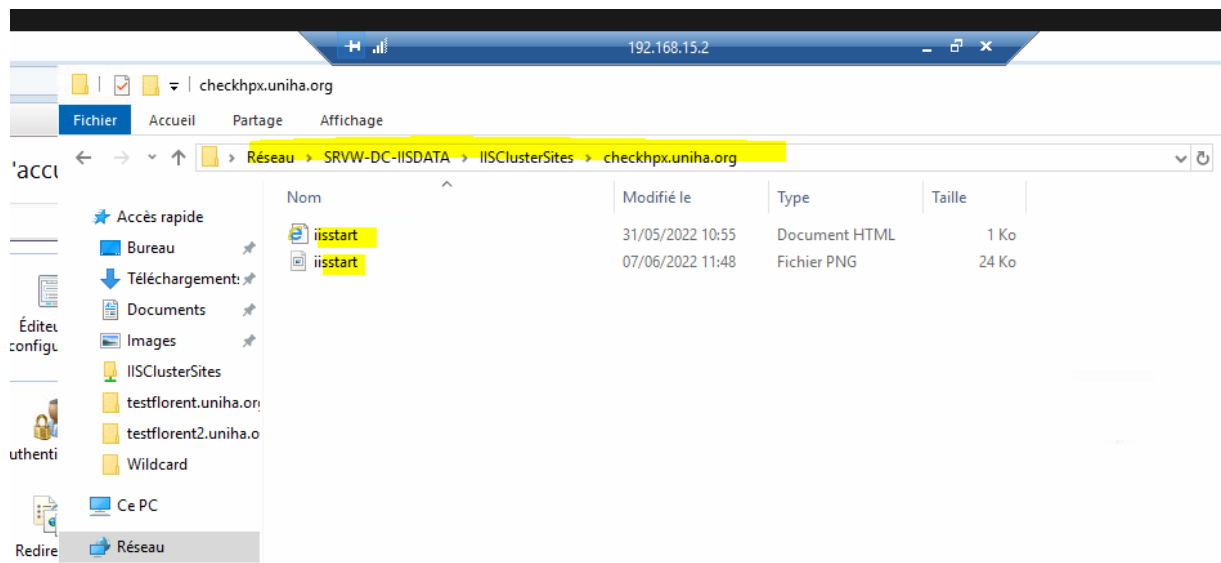 192.168.15.2
checkhpx.uniha.org
Fichier Accueil Partage Affichage
'accu
> Réseau > SRVW-DC-IISDATA > IISClusterSites > checkhpx.uniha.org
Nom Modifié le Type Taille
Accès rapide
iisstart 31/05/2022 10:55 Document HTML 1 Ko
Bureau
iisstart 07/06/2022 11:48 Fichier PNG 24 Ko
Téléchargements
Documents
Éditeu
configu
Images
IISClusterSites
testflorent.uniha.org
testflorent2.uniha.o
uthenti
Wildcard
Ce PC
Redire
Réseau